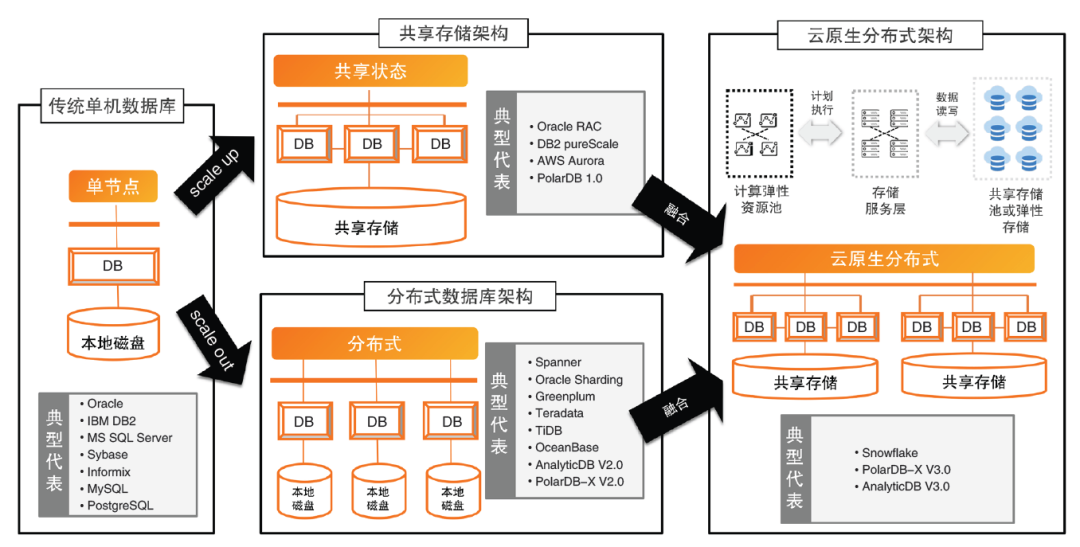 传统单机数据库
单节点
DB
本地磁盘
典型代表
• Oracle
• IBM DB2
• MS SQL Server
• Sybase
• Informix
• MySQL
• PostgreSQL
scale up
scale out
共享存储架构
共享状态
DB DB DB
共享存储
典型代表
• Oracle RAC
• DB2 pureScale
• AWS Aurora
• PolarDB 1.0
融合
分布式数据库架构
分布式
DB DB DB
本地 本地 本地
磁盘 磁盘 磁盘
典型代表
• Spanner
• Oracle Sharding
• Greenplum
• Teradata
• TiDB
• OceanBase
• AnalyticDB V2.0
• PolarDB-X V2.0
融合
云原生分布式架构
计划
执行
数据
读写
计算弹性
资源池
存储
服务层
共享存储
池或弹性
存储
云原生分布式
DB DB DB DB DB DB
共享存储 共享存储
典型代表
• Snowflake
• PolarDB-X V3.0
• AnalyticDB V3.0